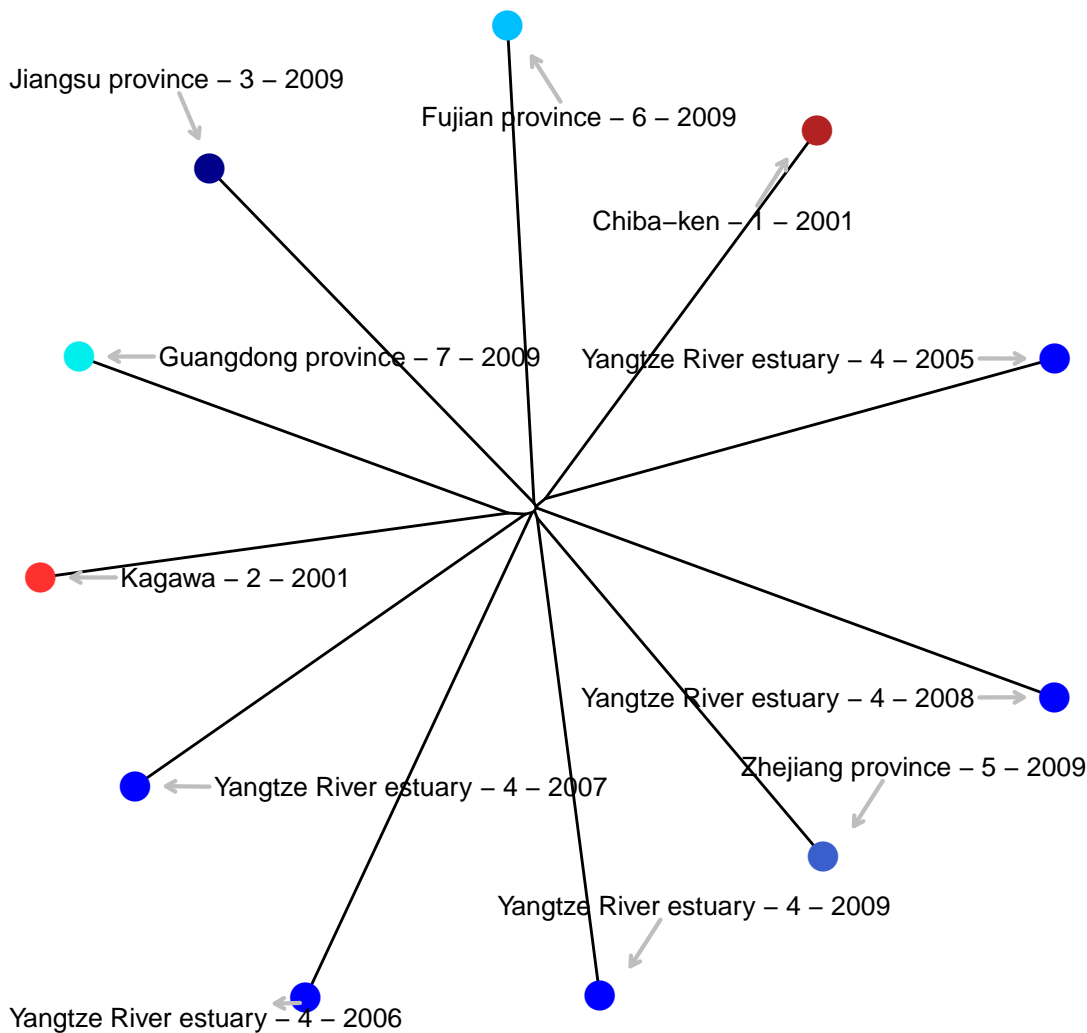 Jiangsu province – 3 – 2009
Fujian province – 6 – 2009
Chiba−ken – 1 – 2001
Guangdong province – 7 – 2009
Yangtze River estuary – 4 – 2005
Kagawa – 2 – 2001
Yangtze River estuary – 4 – 2008
Zhejiang province – 5 – 2009
Yangtze River estuary – 4 – 2007
Yangtze River estuary – 4 – 2009
Yangtze River estuary – 4 – 2006